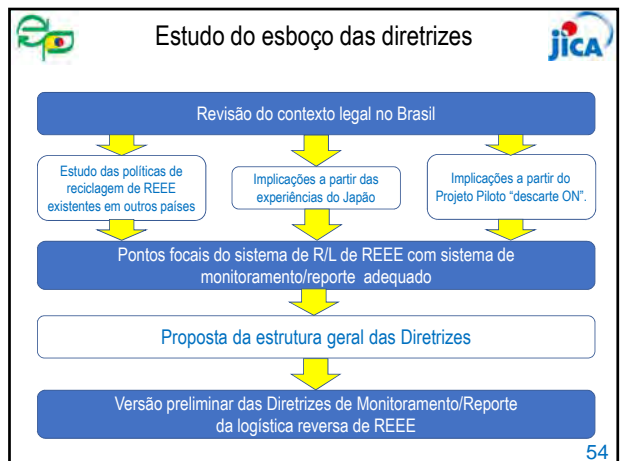 Estudo do esboço das diretrizes
jICA
Revisão do contexto legal no Brasil
Estudo das políticas de
reciclagem de REEE
existentes em outros países
Implicações a partir das
experiências do Japão
Implicações a partir do
Projeto Piloto “descarte ON”.
Pontos focais do sistema de R/L de REEE com sistema de
monitoramento/reporte adequado
Proposta da estrutura geral das Diretrizes
Versão preliminar das Diretrizes de Monitoramento/Reporte
da logística reversa de REEE
54